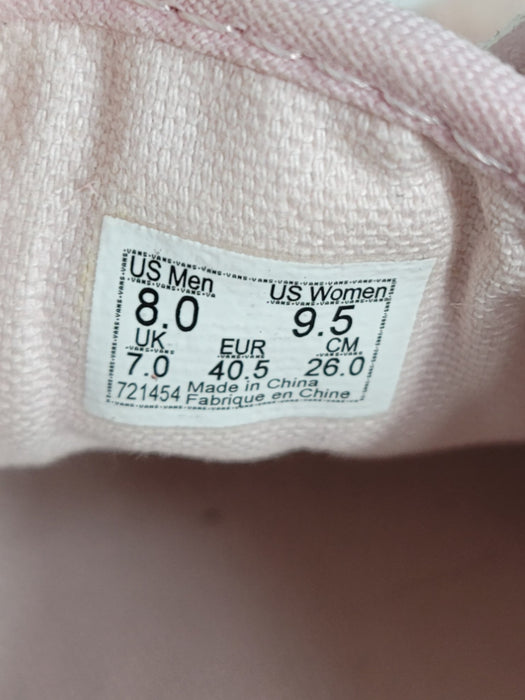 US Men US Women
8.0 9.5
UK EUR CM
7.0 40.5 26.0
721454 Made in China
Fabrique en Chine